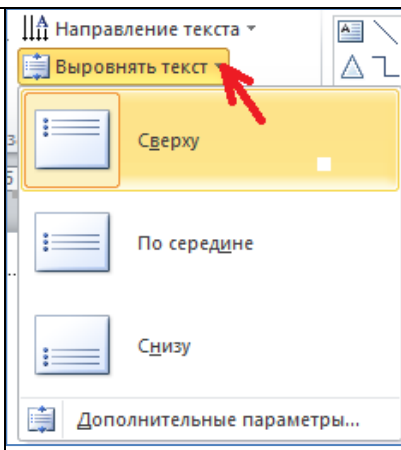 Направление текста
Выровнять текст
Сверху
По середине
Снизу
Дополнительные параметры...